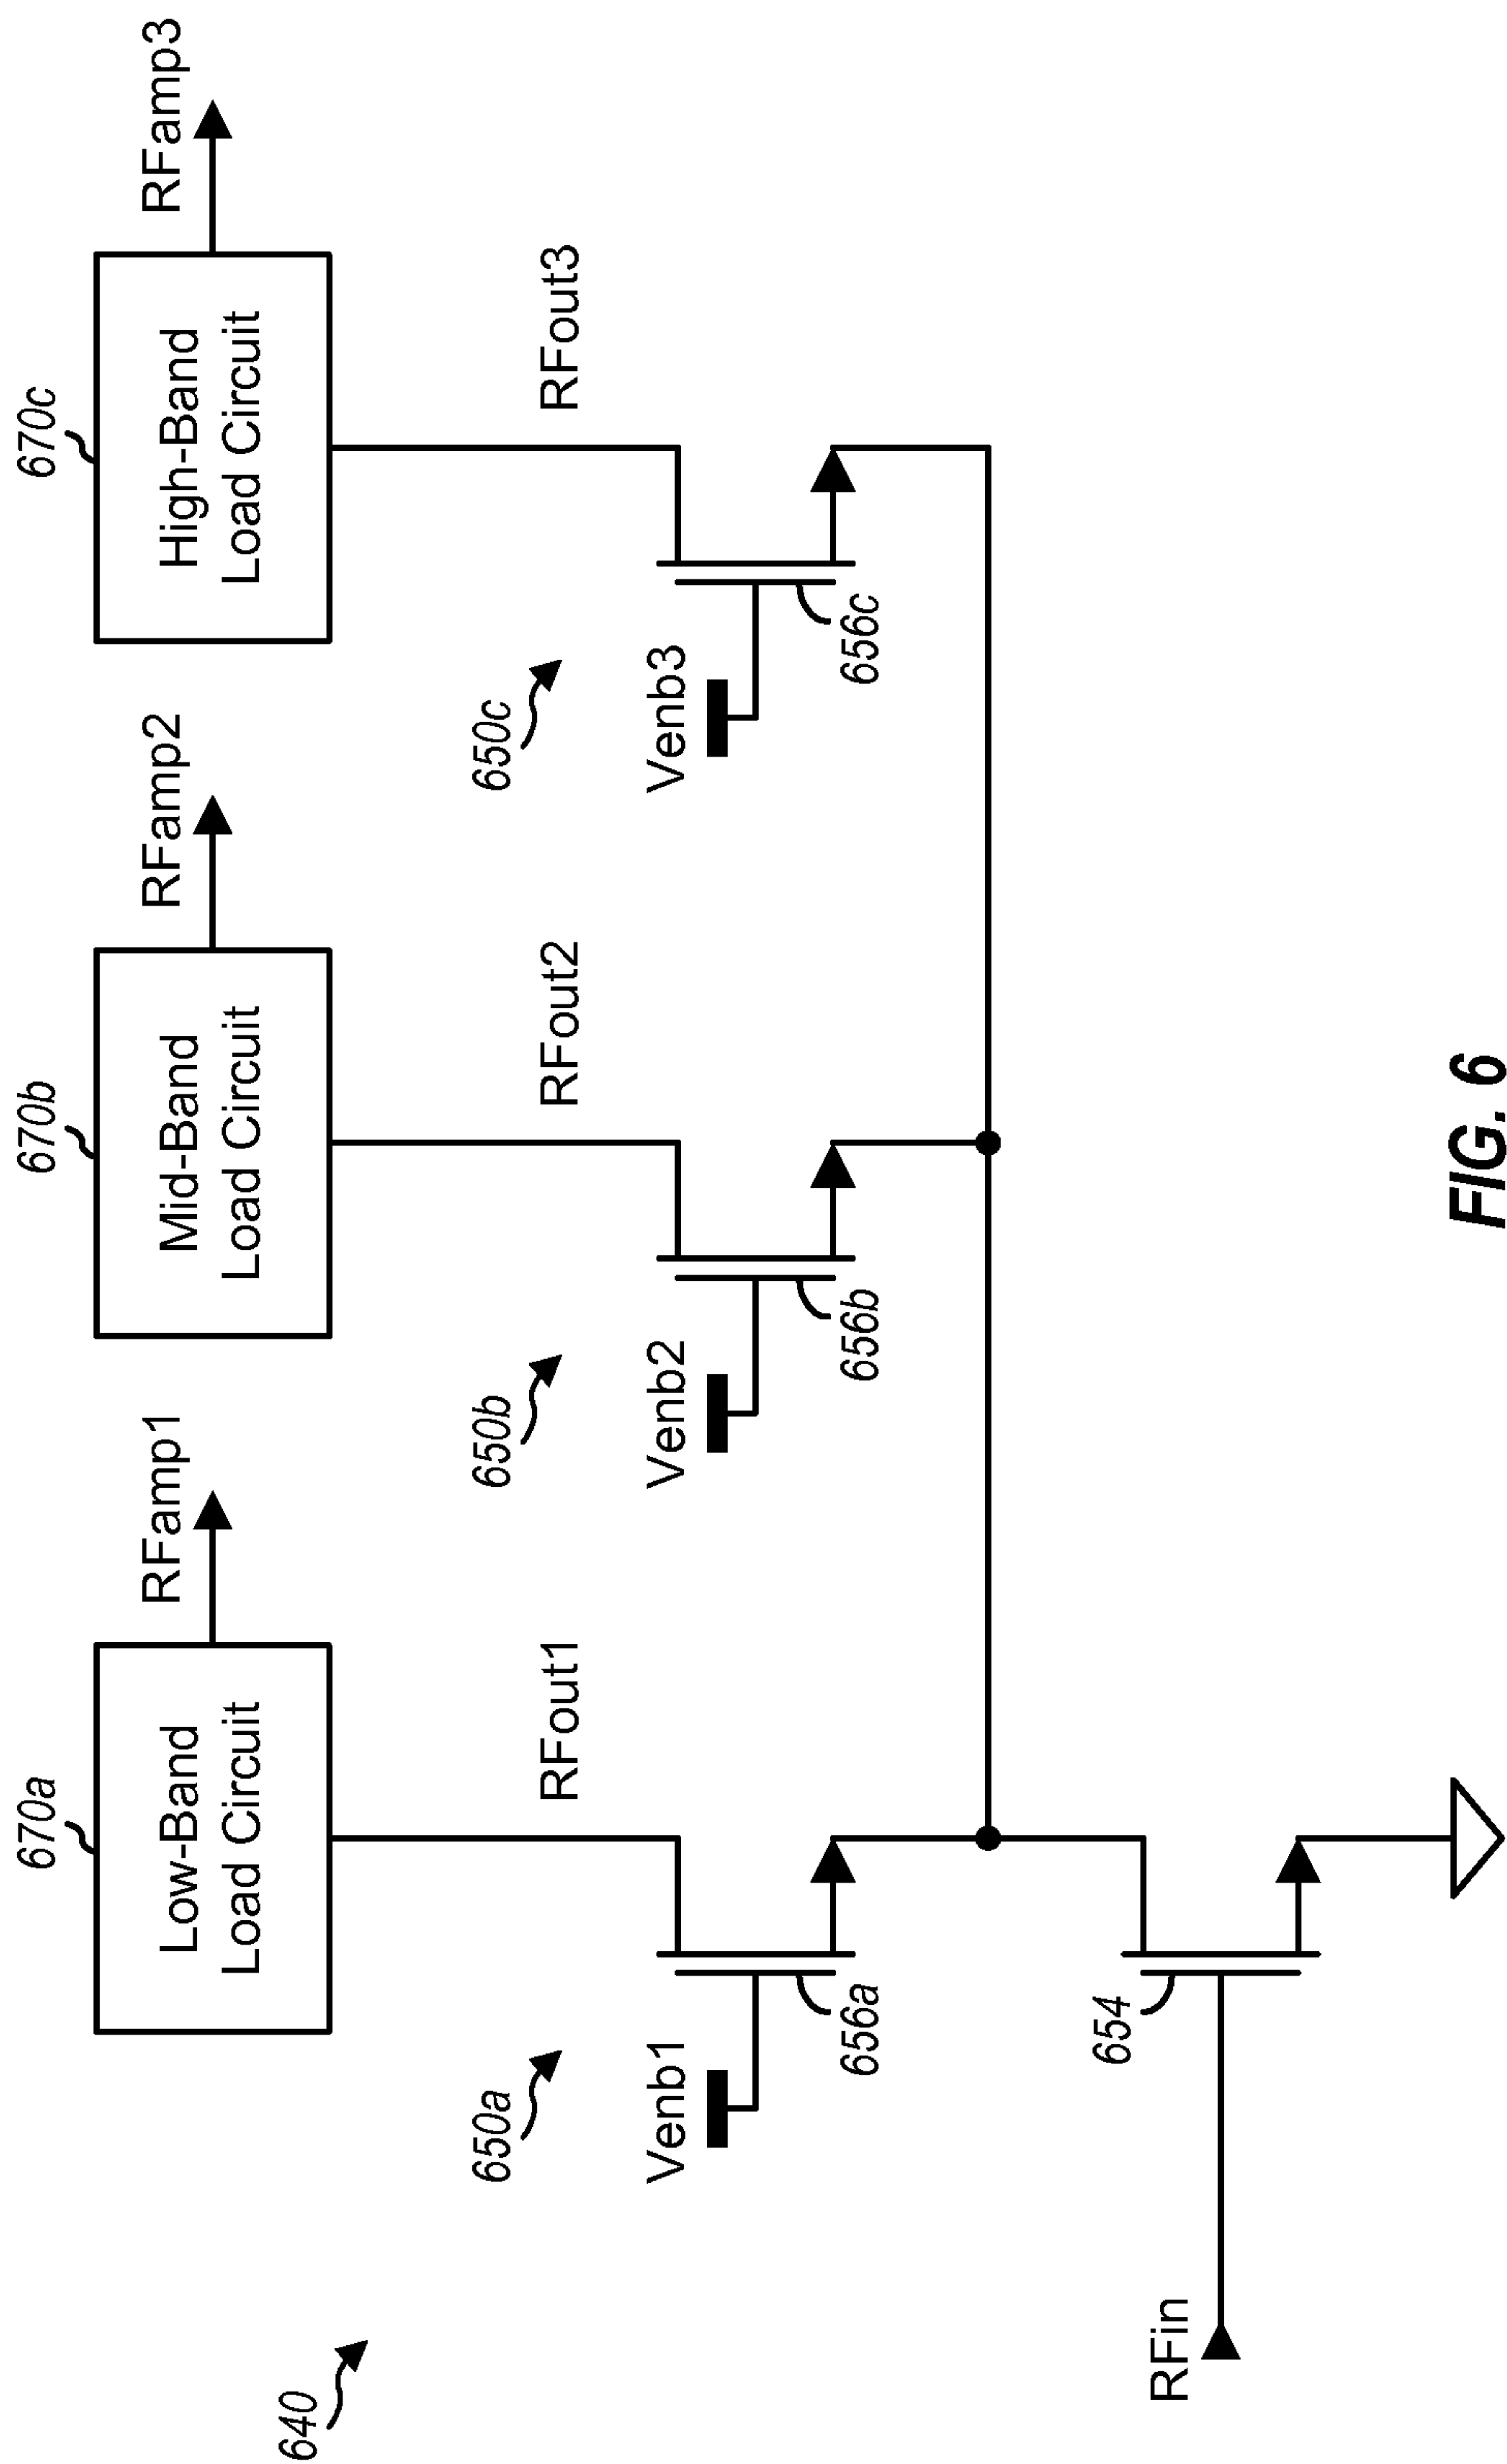 670a
670b
670c
Low-Band
Load Circuit
RFamp1
Mid-Band
Load Circuit
RFamp2
High-Band
Load Circuit
RFamp3
640
650a
RFout1
650b
RFout2
650c
RFout3
Venb1
656a
Venb2
656b
Venb3
656c
RFin
654
FIG. 6